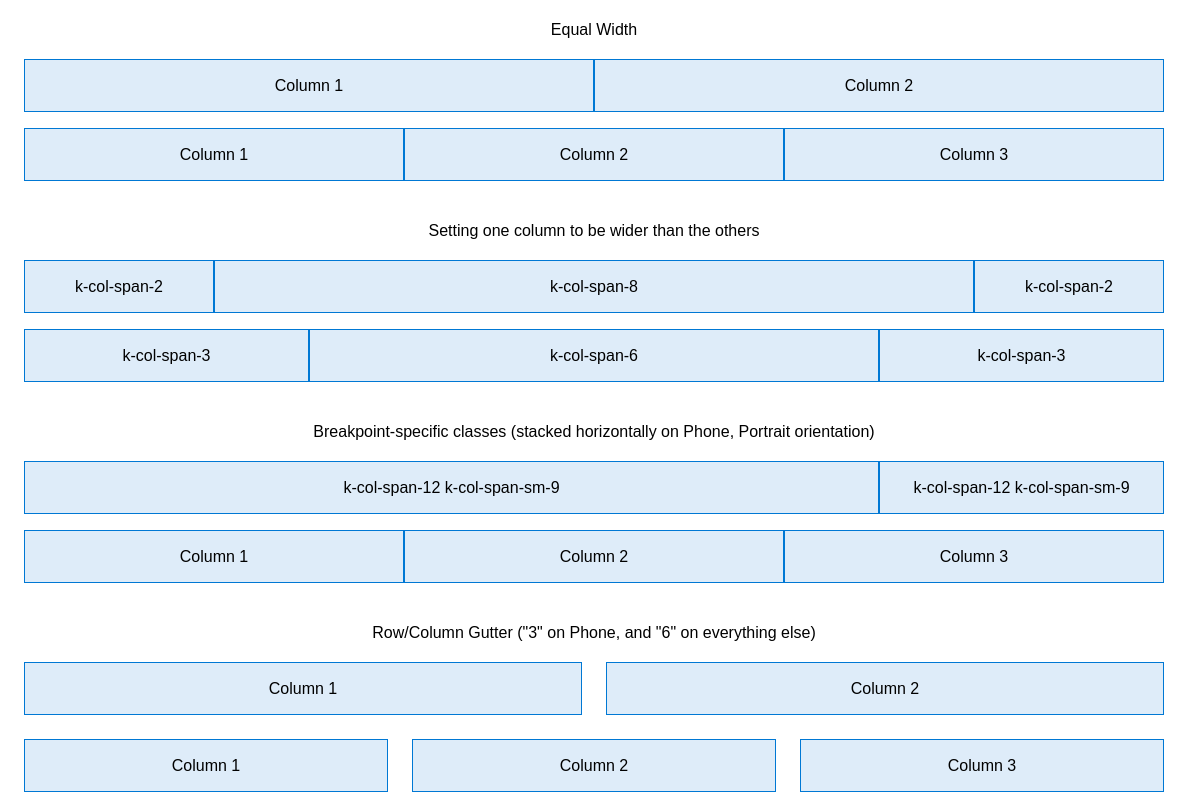 Equal Width
Column 1 Column 2
Column 1 Column 2 Column 3
Setting one column to be wider than the others
k-col-span-2 k-col-span-8 k-col-span-2
k-col-span-3 k-col-span-6 k-col-span-3
Breakpoint-specific classes (stacked horizontally on Phone, Portrait orientation)
k-col-span-12 k-col-span-sm-9 k-col-span-12 k-col-span-sm-9
Column 1 Column 2 Column 3
Row/Column Gutter ("3" on Phone, and "6" on everything else)
Column 1 Column 2
Column 1 Column 2 Column 3